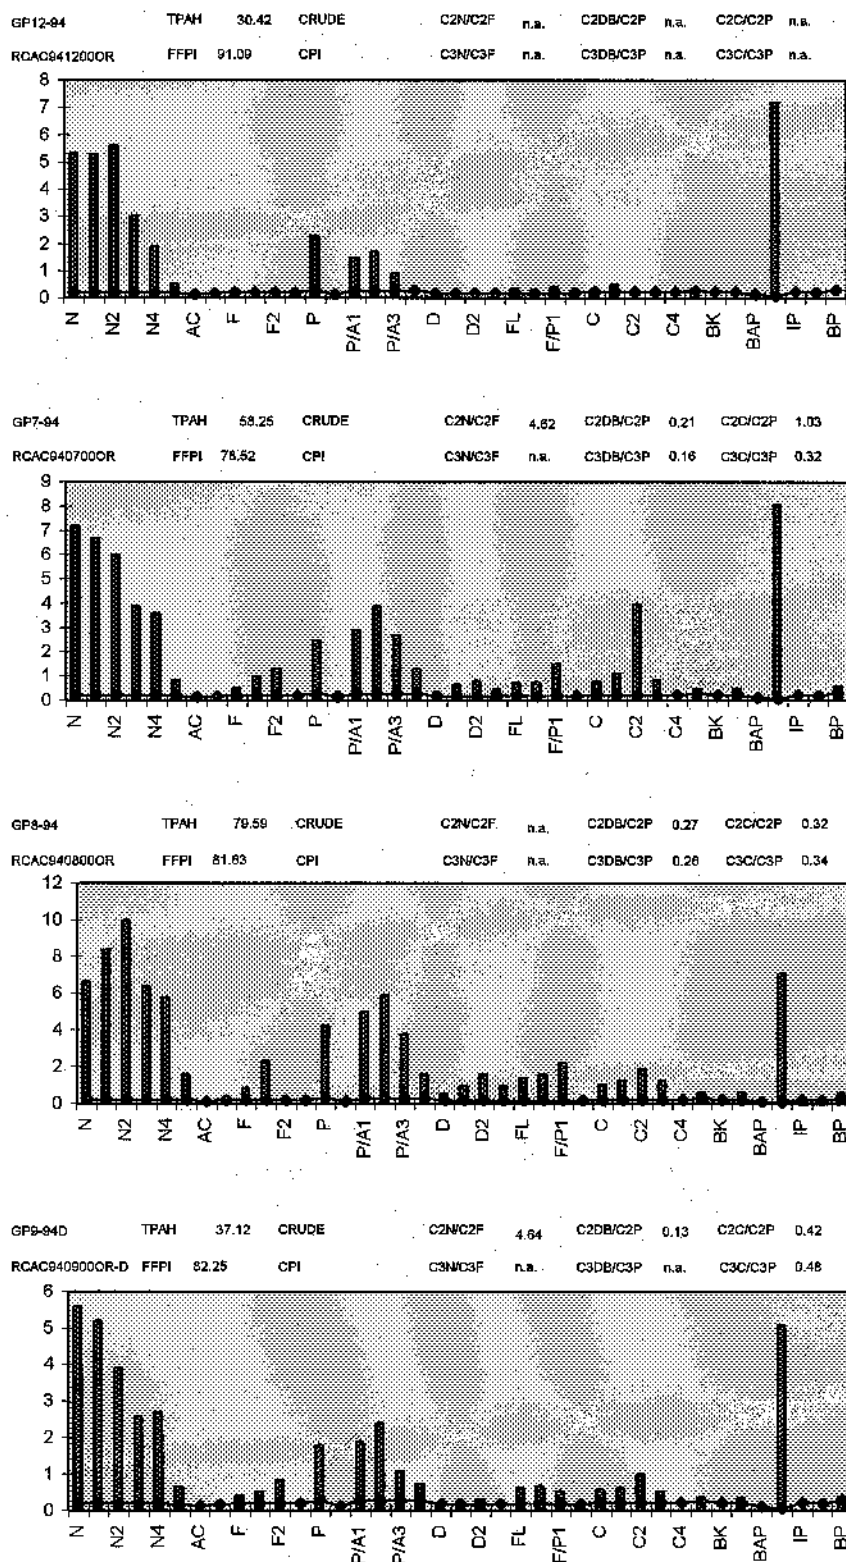 GP12-94 TPAH 30.42 CRUDE C2N/C2F n.a. C2DB/C2P n.a. C2C/C2P n.a.
RCAC941200OR FFPI 91.09 CPI C3N/C3F n.a. C3DB/C3P n.a. C3C/C3P n.a.
8
7
6
5
4
3
2
1
0
N N2 N4 AC F F2 P P/A1 P/A3 D D2 FL F/P1 C C2 C4 BK BAP IP BP
GP7-94 TPAH 58.25 CRUDE C2N/C2F 4.62 C2DB/C2P 0.21 C2C/C2P 1.03
RCAC940700OR FFPI 78.52 CPI C3N/C3F n.a. C3DB/C3P 0.16 C3C/C3P 0.32
9
8
7
6
5
4
3
2
1
0
N N2 N4 AC F F2 P P/A1 P/A3 D D2 FL F/P1 C C2 C4 BK BAP IP BP
GP8-94 TPAH 79.59 CRUDE C2N/C2F n.a. C2DB/C2P 0.27 C2C/C2P 0.32
RCAC940800OR FFPI 81.63 CPI C3N/C3F n.a. C3DB/C3P 0.26 C3C/C3P 0.34
12
10
8
6
4
2
0
N N2 N4 AC F F2 P P/A1 P/A3 D D2 FL F/P1 C C2 C4 BK BAP IP BP
GP9-94D TPAH 37.12 CRUDE C2N/C2F 4.64 C2DB/C2P 0.13 C2C/C2P 0.42
RCAC940900OR-D FFPI 82.25 CPI C3N/C3F n.a. C3DB/C3P n.a. C3C/C3P 0.48
6
5
4
3
2
1
0
N N2 N4 AC F F2 P P/A1 P/A3 D D2 FL F/P1 C C2 C4 BK BAP IP BP